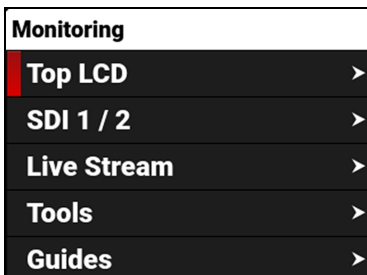 Monitoring
Top LCD
SDI 1 / 2
Live Stream
Tools
Guides